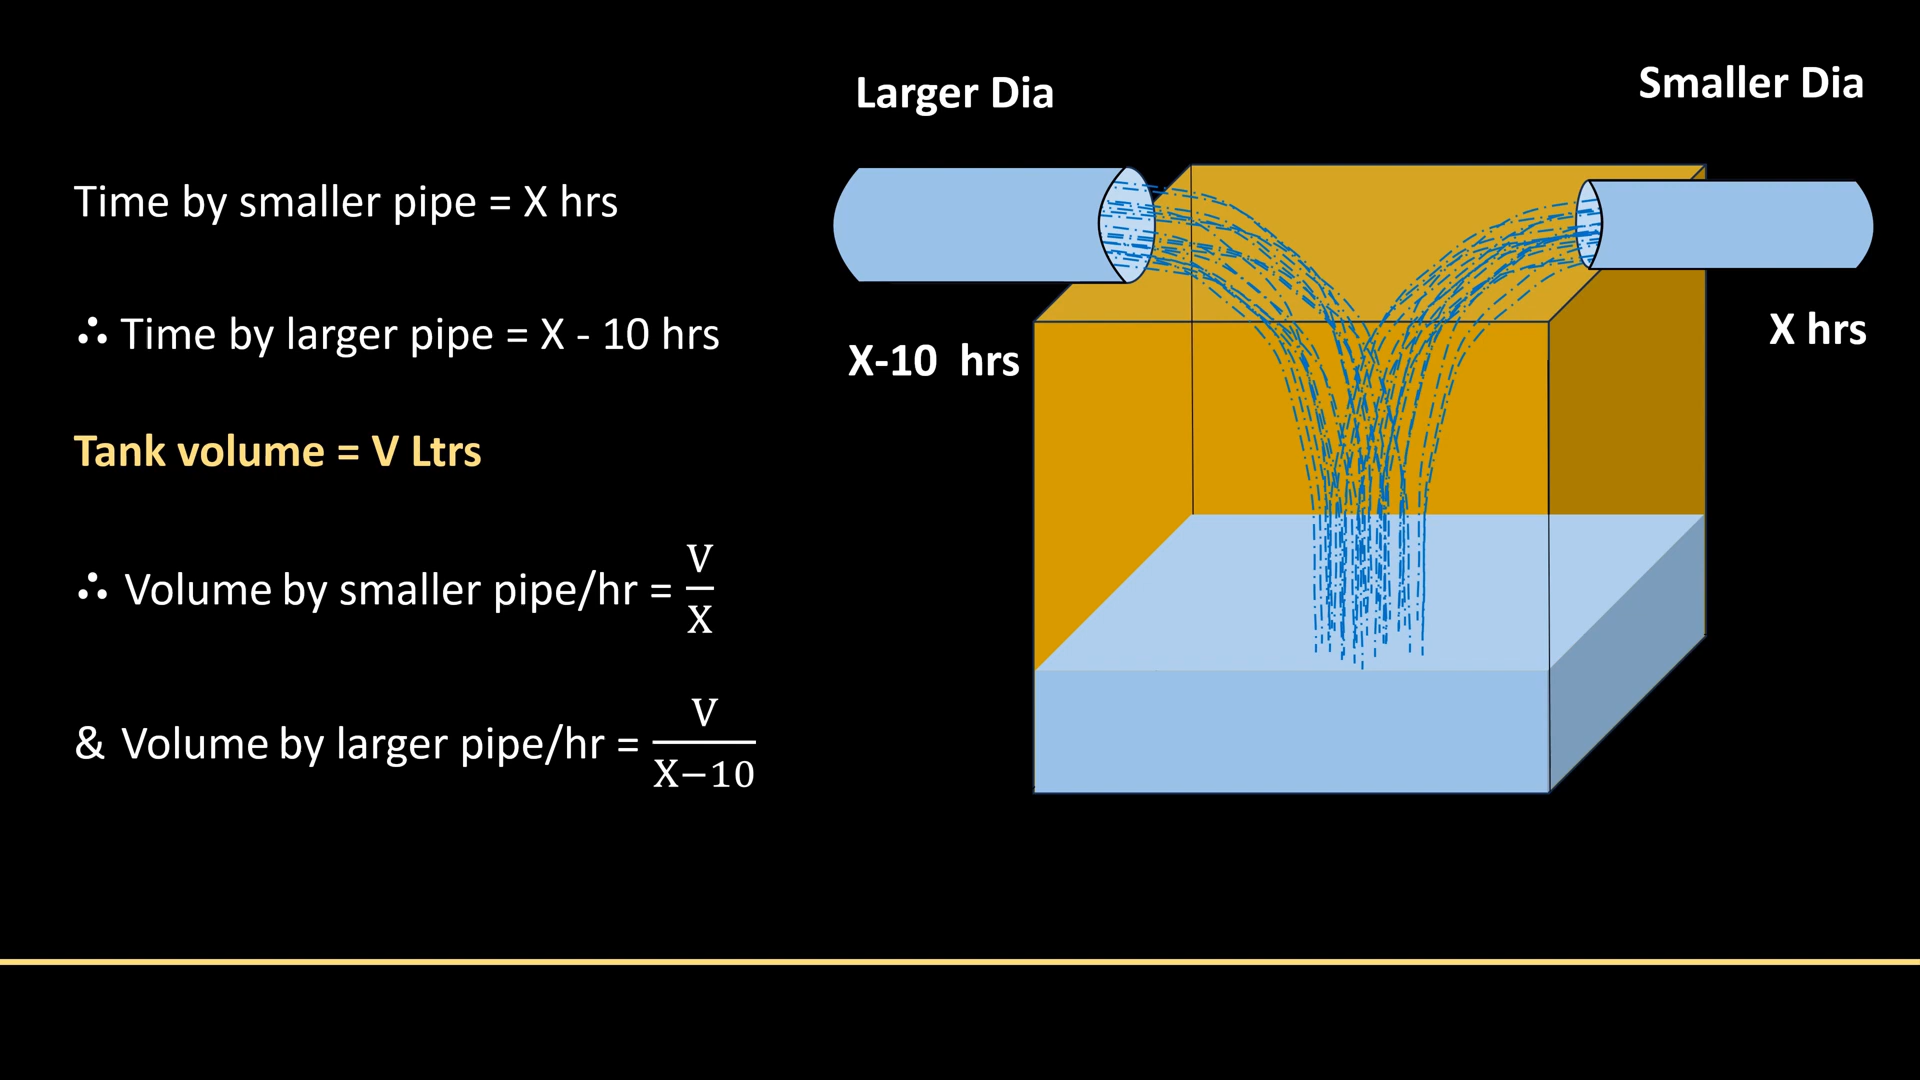 Larger Dia
Smaller Dia
Time by smaller pipe = X hrs
∴ Time by larger pipe = X - 10 hrs
X hrs
X-10 hrs
Tank volume = V Ltrs
∴ Volume by smaller pipe/hr = V/X
& Volume by larger pipe/hr = V/X−10